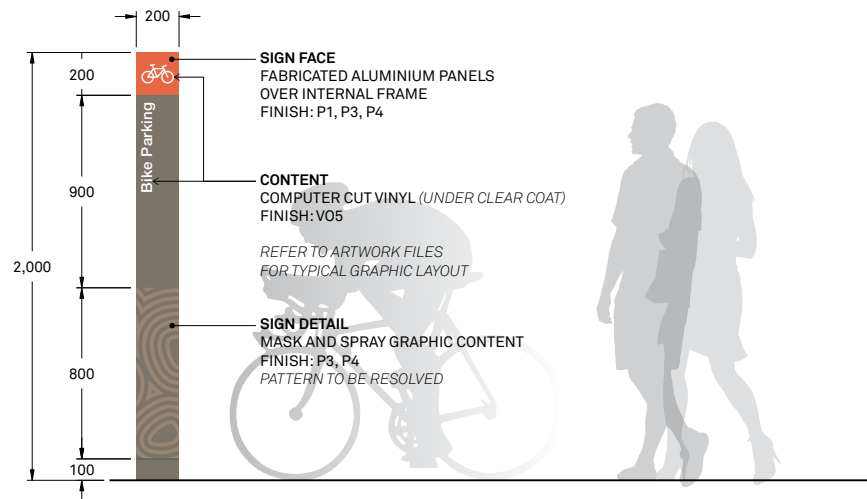 200
SIGN FACE
FABRICATED ALUMINIUM PANELS
OVER INTERNAL FRAME
FINISH: P1, P3, P4
200
Bike Parking
CONTENT
COMPUTER CUT VINYL (UNDER CLEAR COAT)
FINISH: VO5
900
REFER TO ARTWORK FILES
FOR TYPICAL GRAPHIC LAYOUT
2,000
SIGN DETAIL
MASK AND SPRAY GRAPHIC CONTENT
FINISH: P3, P4
PATTERN TO BE RESOLVED
800
100